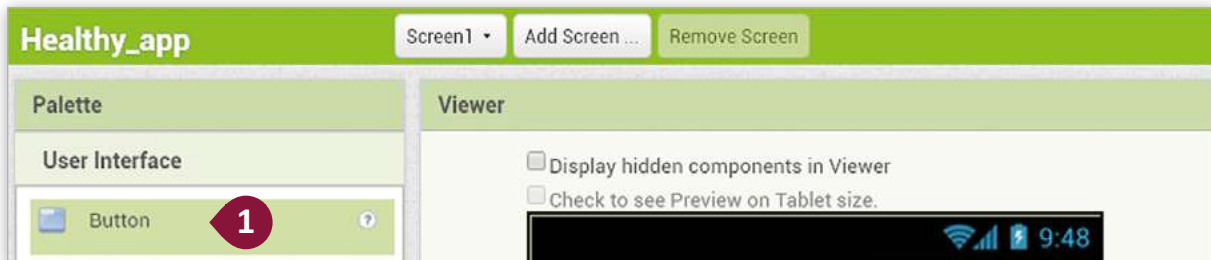 Healthy_app Screen1 Add Screen ... Remove Screen
Palette
Viewer
User Interface
Display hidden components in Viewer
Check to see Preview on Tablet size.
Button 1 ?
9:48